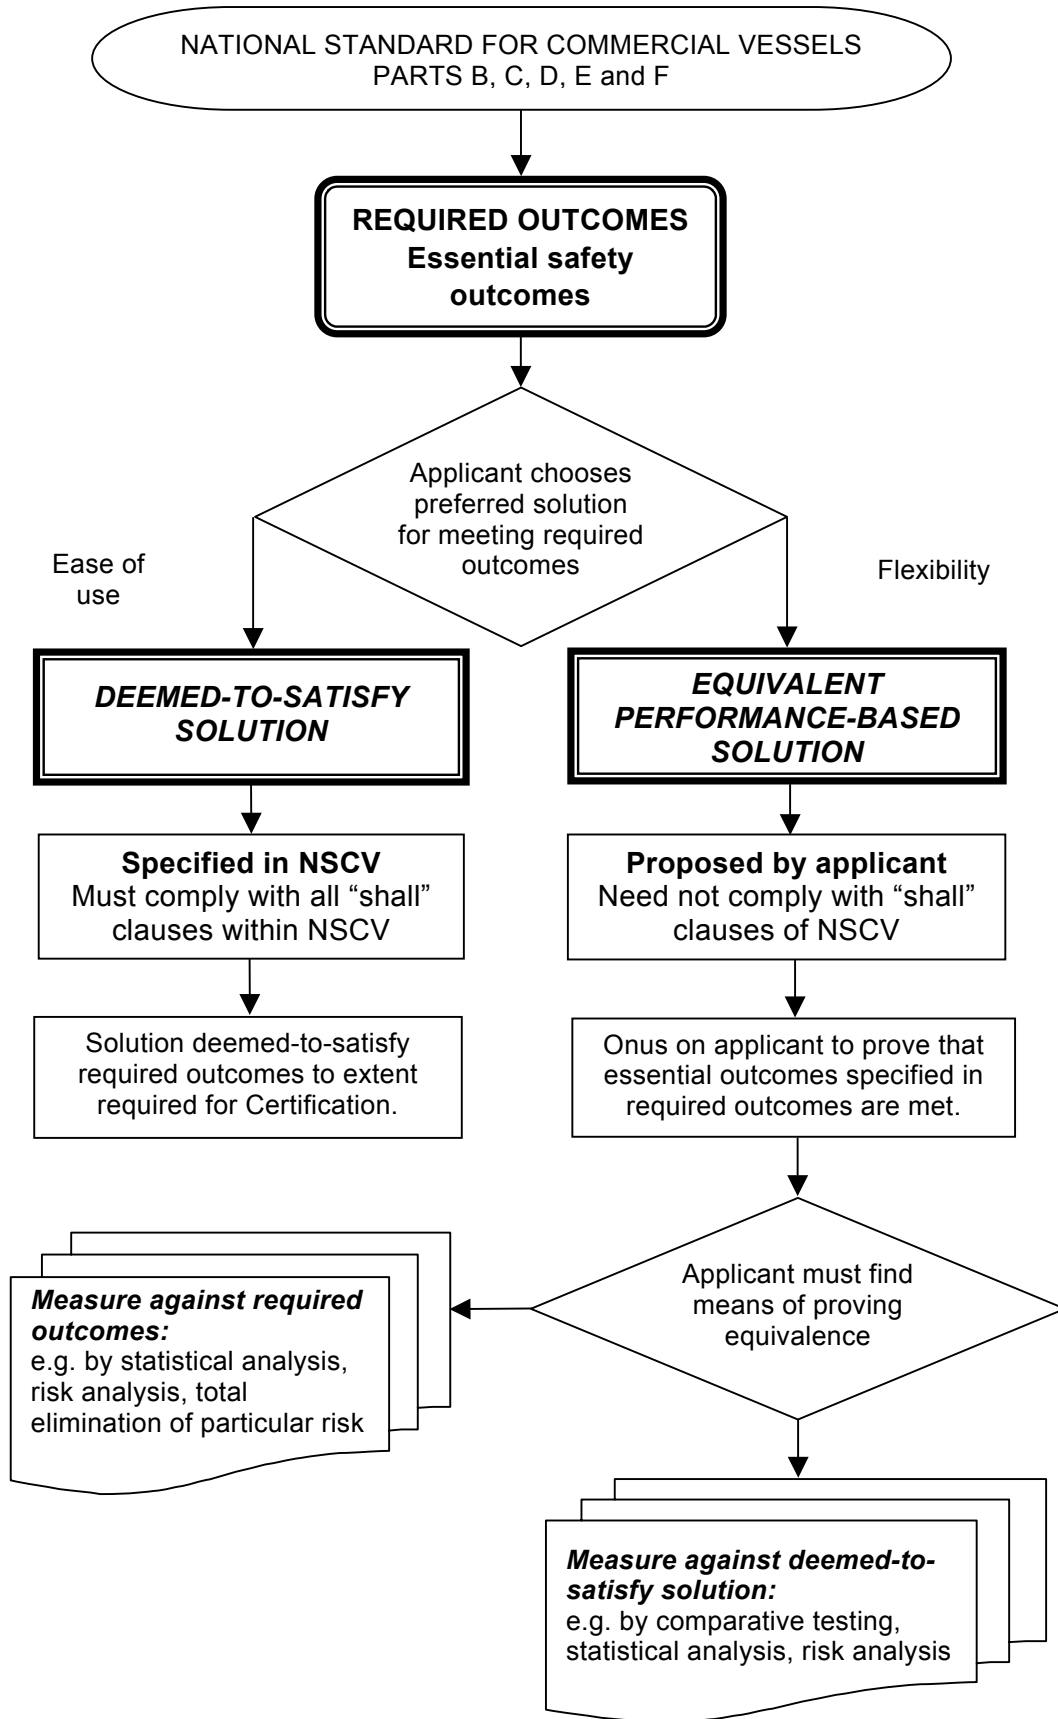 NATIONAL STANDARD FOR COMMERCIAL VESSELS
PARTS B, C, D, E and F
REQUIRED OUTCOMES
Essential safety
outcomes
Applicant chooses
preferred solution
for meeting required
outcomes
Ease of
use
Flexibility
DEEMED-TO-SATISFY
SOLUTION
EQUIVALENT
PERFORMANCE-BASED
SOLUTION
Specified in NSCV
Must comply with all “shall”
clauses within NSCV
Proposed by applicant
Need not comply with “shall”
clauses of NSCV
Solution deemed-to-satisfy
required outcomes to extent
required for Certification.
Onus on applicant to prove that
essential outcomes specified in
required outcomes are met.
Applicant must find
means of proving
equivalence
Measure against required
outcomes:
e.g. by statistical analysis,
risk analysis, total
elimination of particular risk
Measure against deemed-to-
satisfy solution:
e.g. by comparative testing,
statistical analysis, risk analysis